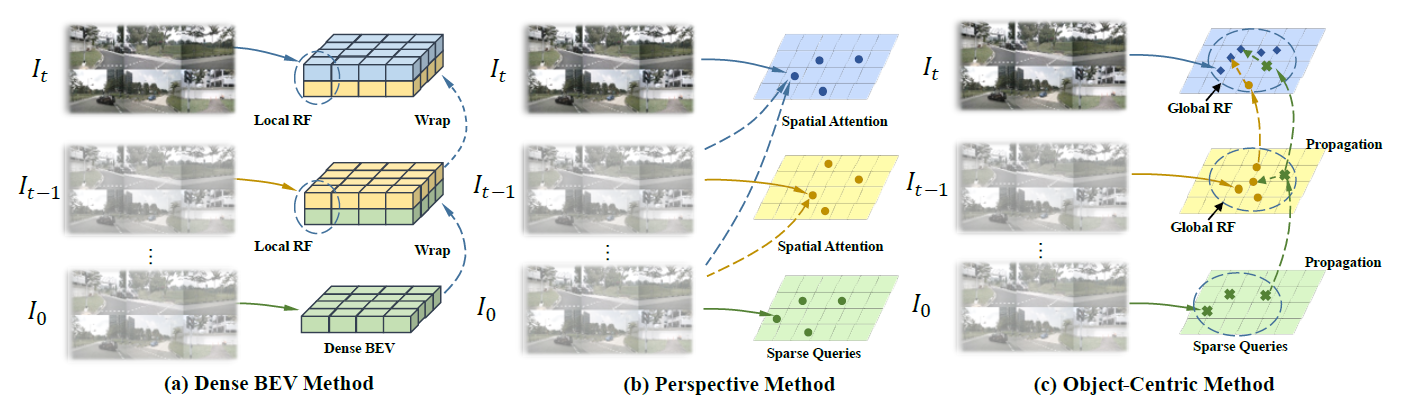 I_t
Local RF
Wrap
I_{t-1}
Local RF
Wrap
⋮
I_0
Dense BEV
(a) Dense BEV Method
I_t
Spatial Attention
I_{t-1}
Spatial Attention
⋮
I_0
Sparse Queries
(b) Perspective Method
I_t
Global RF
Propagation
I_{t-1}
Global RF
⋮
Propagation
I_0
Sparse Queries
(c) Object-Centric Method